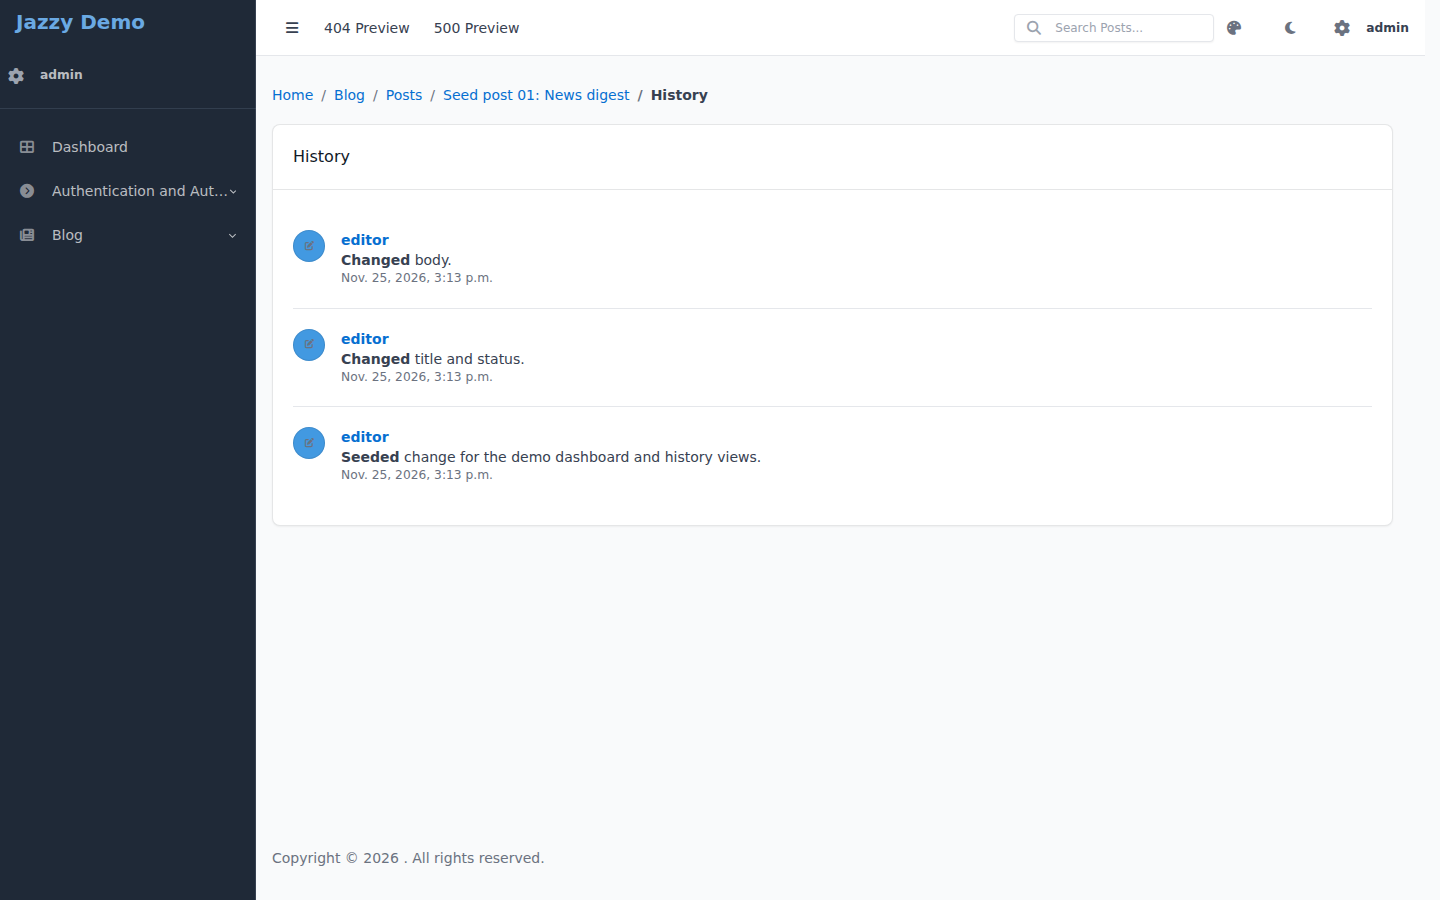 Jazzy Demo
admin
Dashboard
Authentication and Aut...
Blog
404 Preview
500 Preview
Search Posts...
admin
Home / Blog / Posts / Seed post 01: News digest / History
History
editor
Changed body.
Nov. 25, 2026, 3:13 p.m.
editor
Changed title and status.
Nov. 25, 2026, 3:13 p.m.
editor
Seeded change for the demo dashboard and history views.
Nov. 25, 2026, 3:13 p.m.
Copyright © 2026 . All rights reserved.